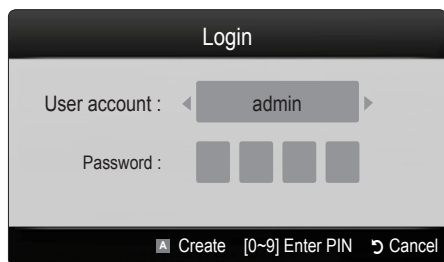 Login
User account : admin
Password :
A Create [0~9] Enter PIN Cancel